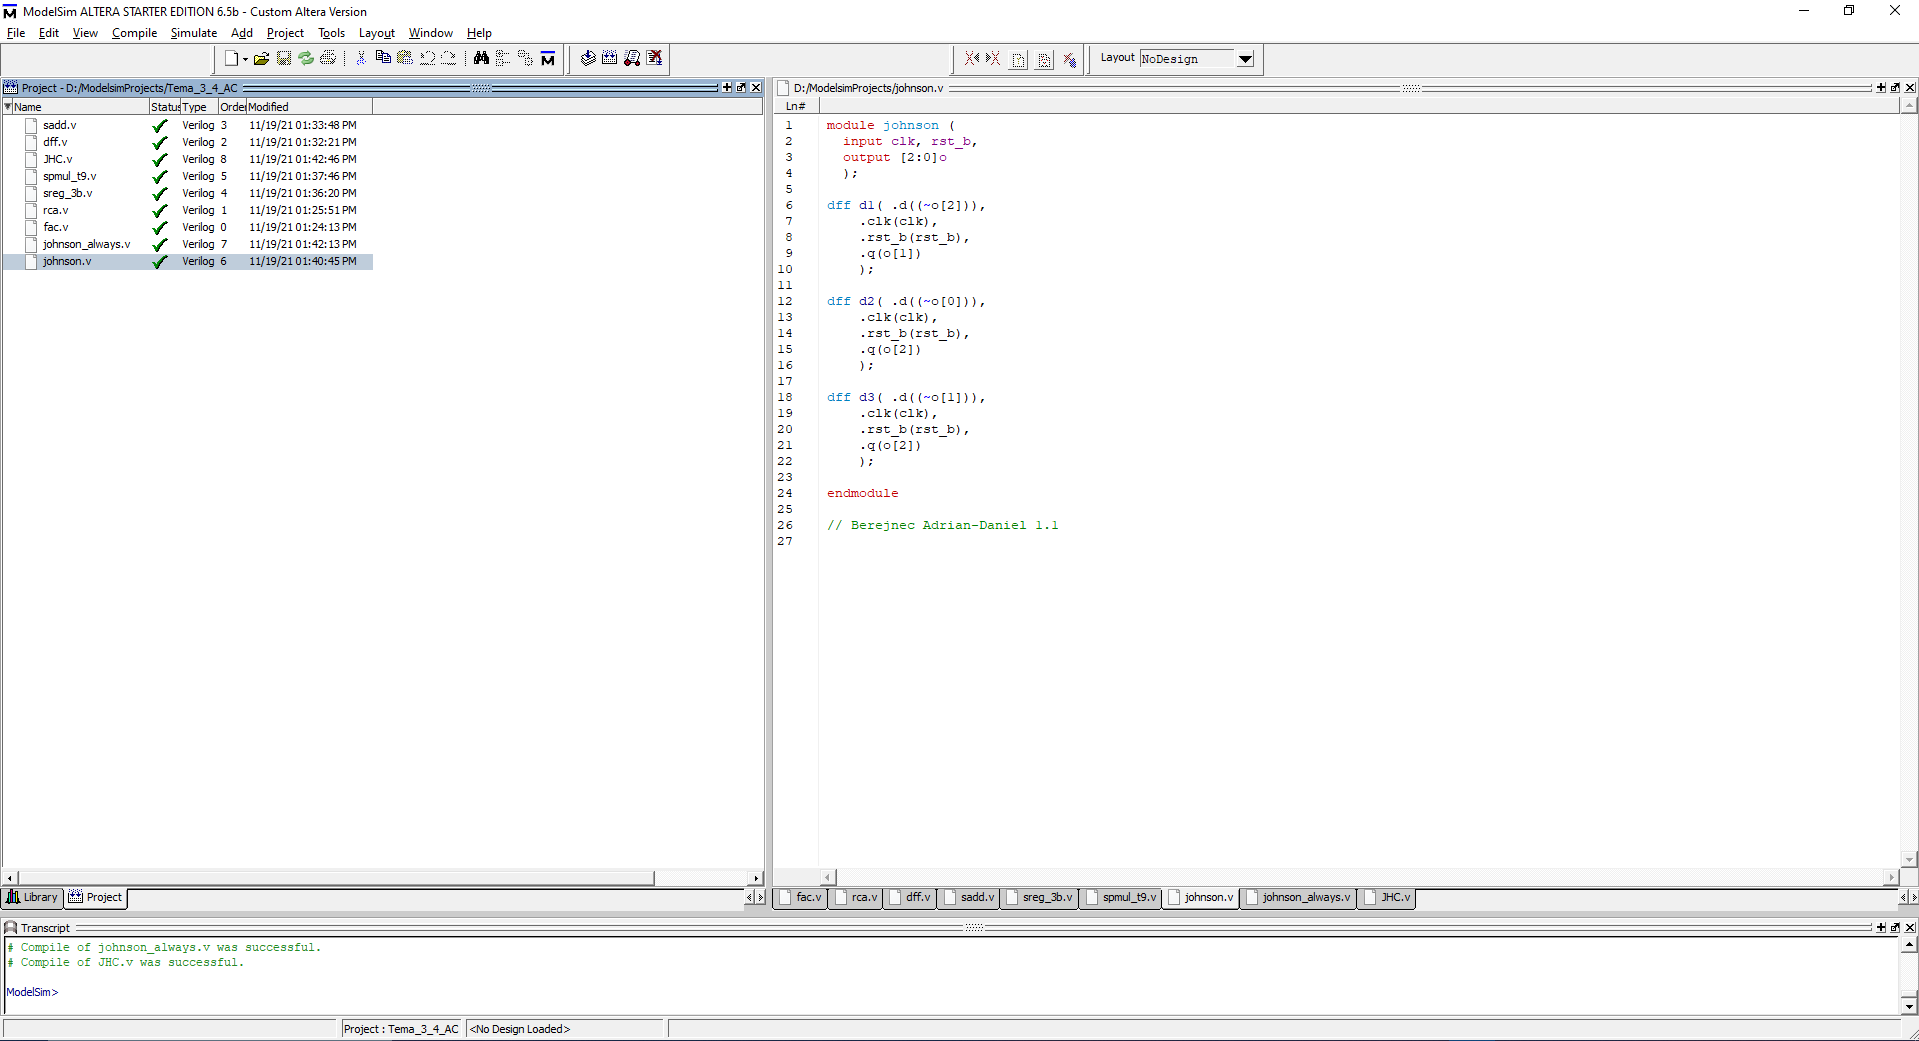 ModelSim ALTERA STARTER EDITION 6.5b - Custom Altera Version
File Edit View Compile Simulate Add Project Tools Layout Window Help
Layout NoDesign
Project - D:/ModelsimProjects/Tema_3_4_AC
Name Status Type Order Modified
sadd.v Verilog 3 11/19/21 01:33:48 PM
dff.v Verilog 2 11/19/21 01:32:21 PM
JHC.v Verilog 8 11/19/21 01:42:46 PM
spmul_t9.v Verilog 5 11/19/21 01:37:46 PM
sreg_3b.v Verilog 4 11/19/21 01:36:20 PM
rca.v Verilog 1 11/19/21 01:25:51 PM
fac.v Verilog 0 11/19/21 01:24:13 PM
johnson_always.v Verilog 7 11/19/21 01:42:13 PM
johnson.v Verilog 6 11/19/21 01:40:45 PM
Library Project
D:/ModelsimProjects/johnson.v
Ln#
1 module johnson (
2 input clk, rst_b,
3 output [2:0]o
4 );
5
6 dff d1( .d((~o[2])),
7 .clk(clk),
8 .rst_b(rst_b),
9 .q(o[1])
10 );
11
12 dff d2( .d((~o[0])),
13 .clk(clk),
14 .rst_b(rst_b),
15 .q(o[2])
16 );
17
18 dff d3( .d((~o[1])),
19 .clk(clk),
20 .rst_b(rst_b),
21 .q(o[2])
22 );
23
24 endmodule
25
26 // Berejnec Adrian-Daniel 1.1
27
fac.v rca.v dff.v sadd.v sreg_3b.v spmul_t9.v johnson.v johnson_always.v JHC.v
Transcript
# Compile of johnson_always.v was successful.
# Compile of JHC.v was successful.
ModelSim>
Project : Tema_3_4_AC <No Design Loaded>